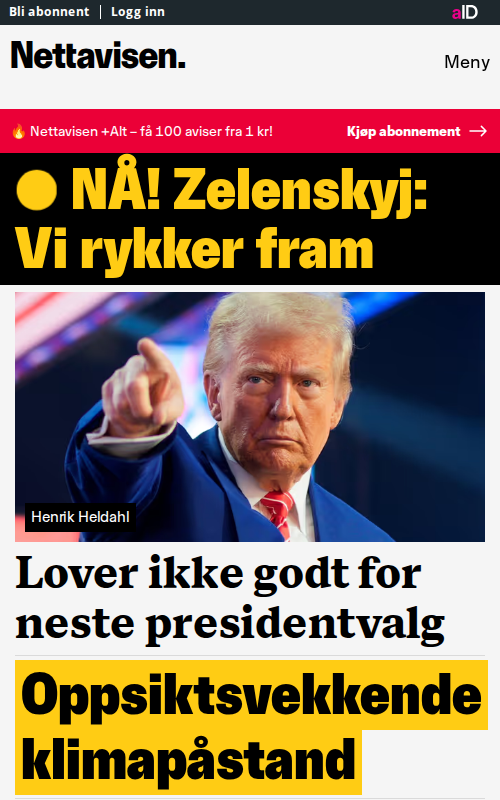 Bli abonnent | Logg inn
aID
Nettavisen.
Meny
🔥 Nettavisen +Alt – få 100 aviser fra 1 kr!
Kjøp abonnement →
NÅ! Zelenskyj:
Vi rykker fram
Henrik Heldahl
Lover ikke godt for
neste presidentvalg
Oppsiktsvekkende
klimapåstand